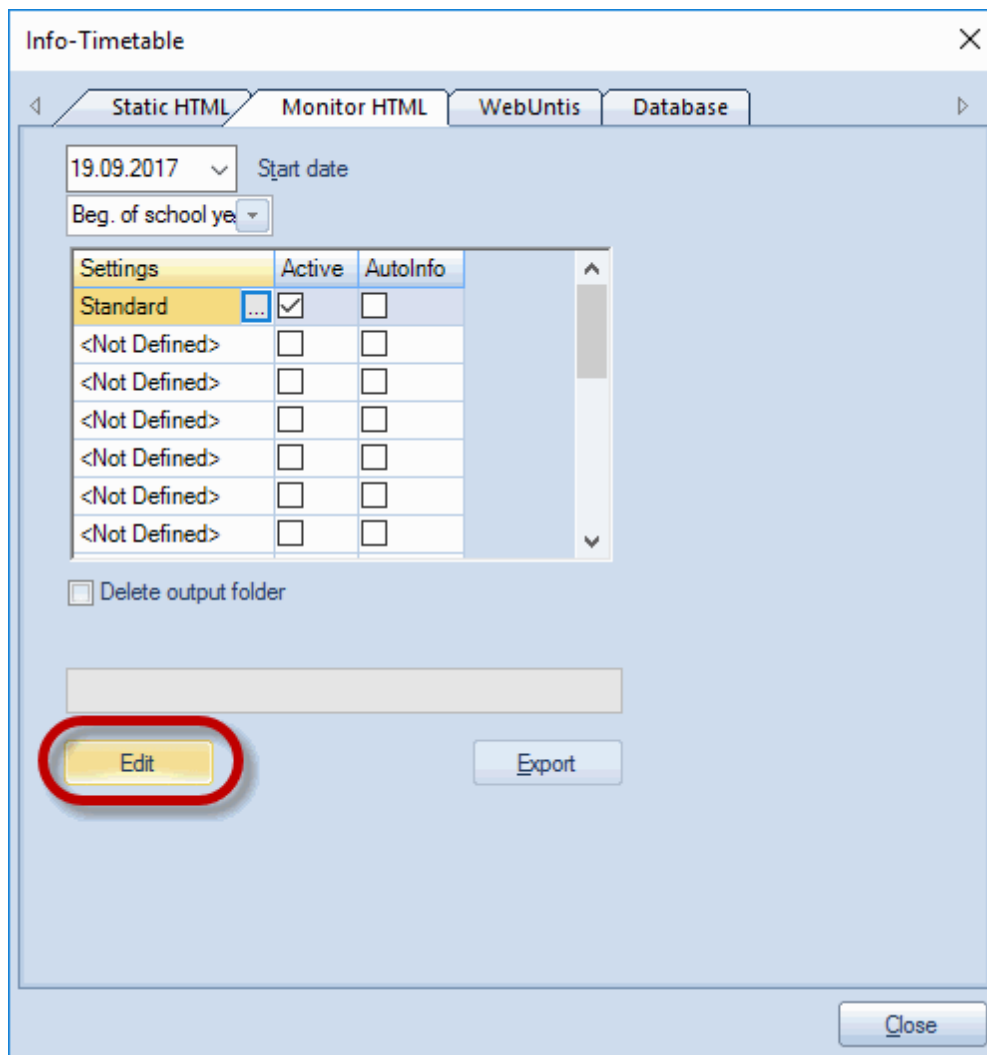 Info-Timetable
Static HTML Monitor HTML WebUntis Database
19.09.2017 Start date
Beg. of school ye
Settings Active AutoInfo
Standard ...
<Not Defined>
<Not Defined>
<Not Defined>
<Not Defined>
<Not Defined>
<Not Defined>
Delete output folder
Edit Export
Close